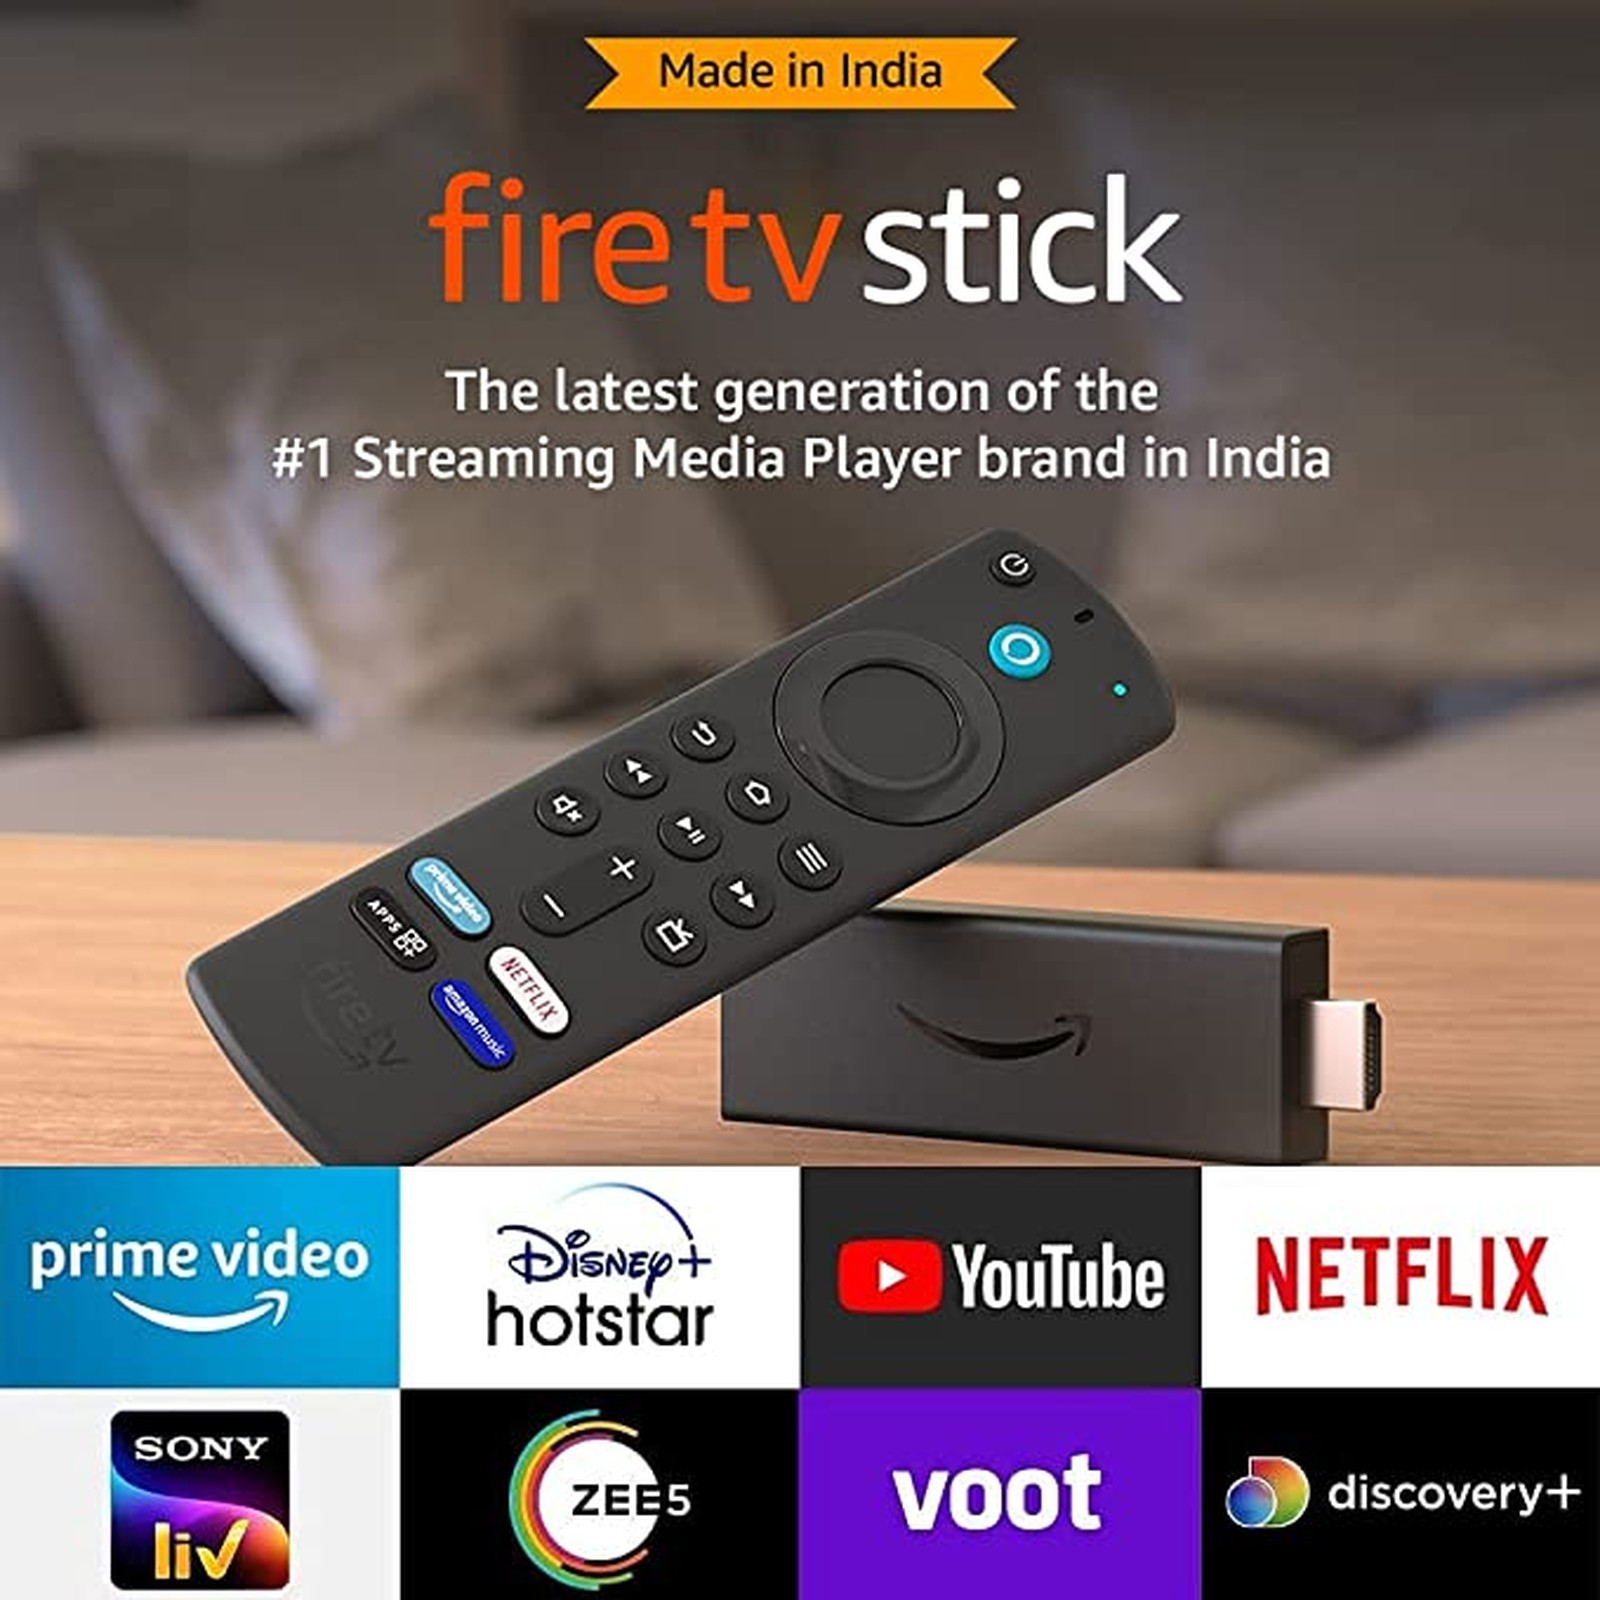 Made in India
fire tv stick
The latest generation of the
#1 Streaming Media Player brand in India
prime video
APPS
NETFLIX
amazon music
fire tv
prime video
Disney+
hotstar
YouTube
NETFLIX
SONY
liv
ZEE5
voot
discovery+